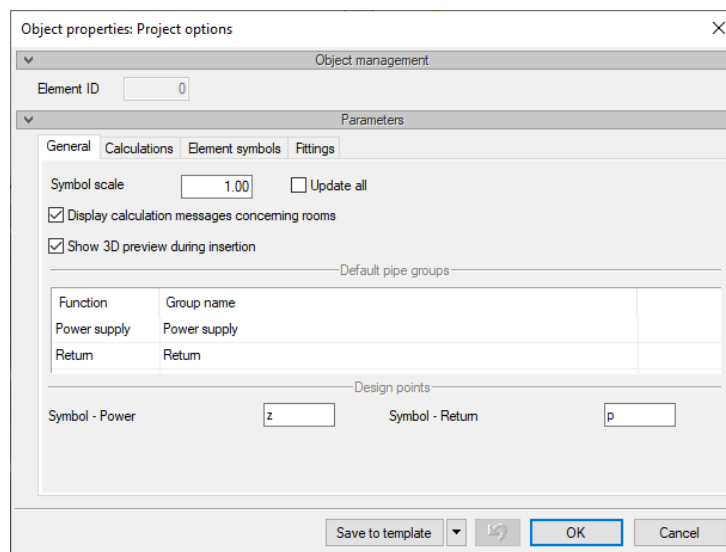 Object properties: Project options
Object management
Element ID 0
Parameters
General Calculations Element symbols Fittings
Symbol scale 1.00 Update all
Display calculation messages concerning rooms
Show 3D preview during insertion
Default pipe groups
Function Group name
Power supply Power supply
Return Return
Design points
Symbol - Power z Symbol - Return p
Save to template OK Cancel